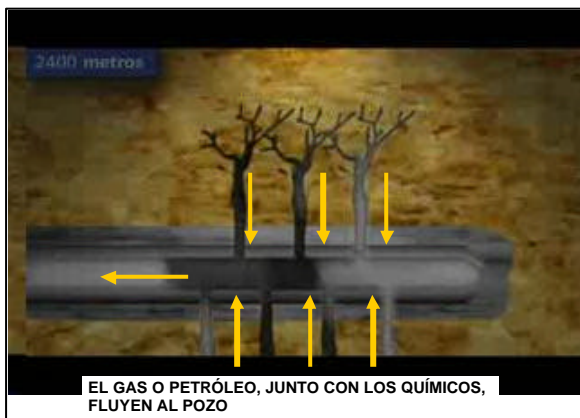 2400 metros
EL GAS O PETRÓLEO, JUNTO CON LOS QUÍMICOS,
FLUYEN AL POZO